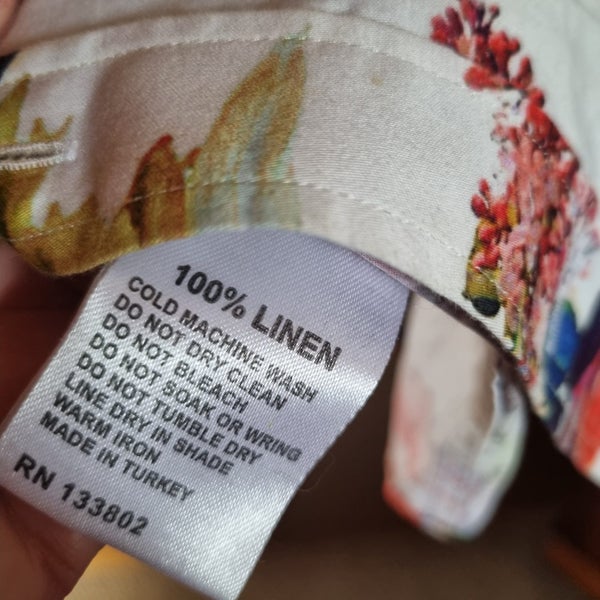 100% LINEN
COLD MACHINE WASH
DO NOT DRY CLEAN
DO NOT BLEACH
DO NOT SOAK OR WRING
DO NOT TUMBLE DRY
LINE DRY IN SHADE
WARM IRON
MADE IN TURKEY
RN 133802